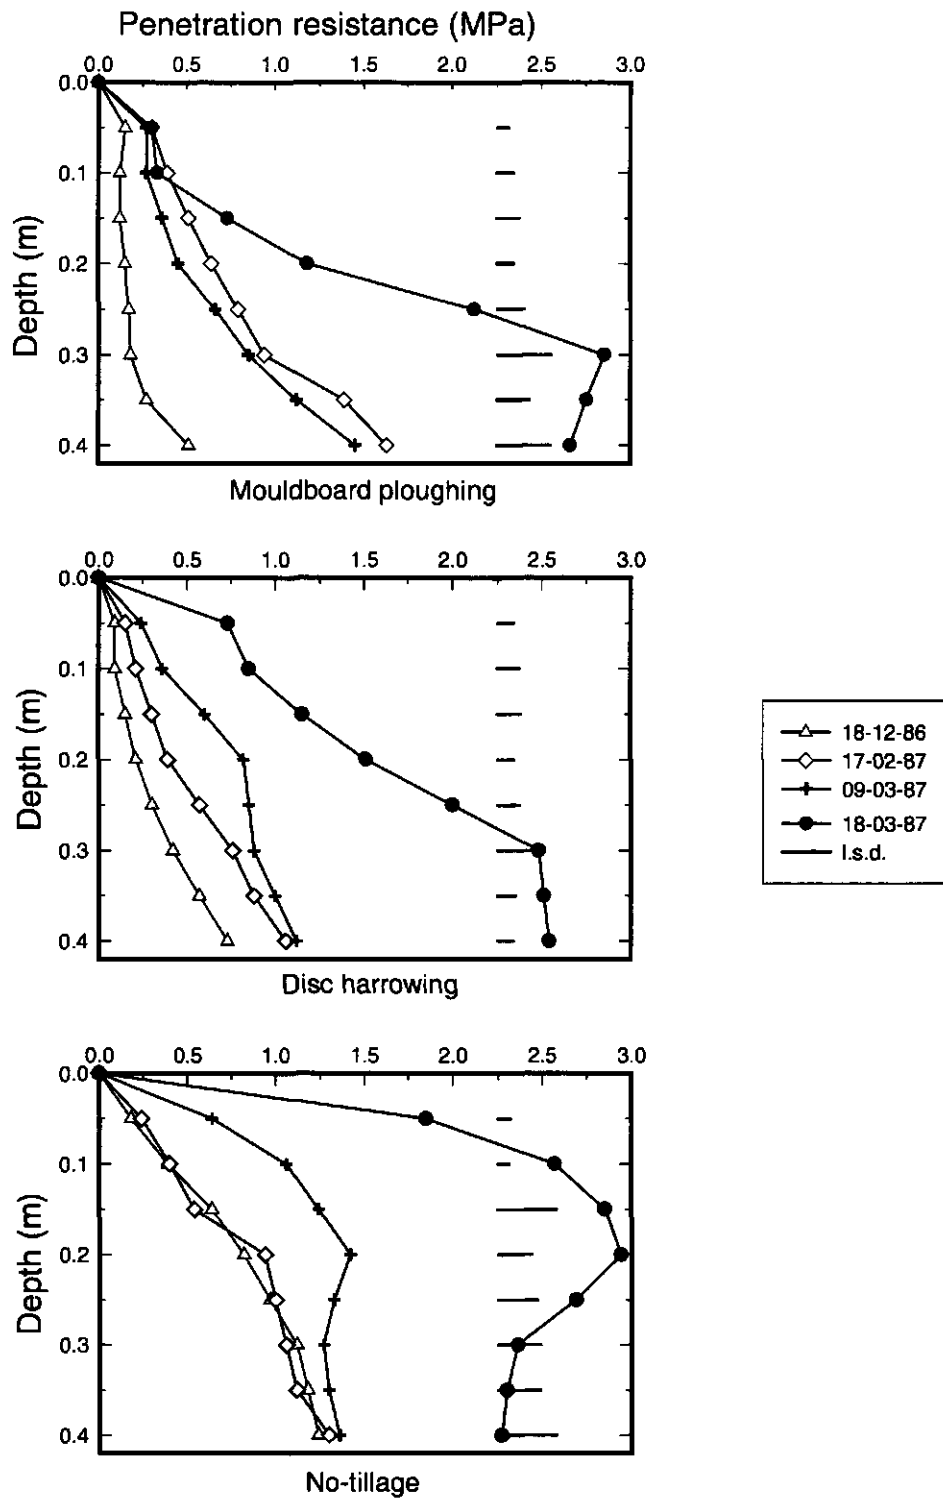 Penetration resistance (MPa)
0.0 0.5 1.0 1.5 2.0 2.5 3.0
0.0
0.1
0.2
0.3
0.4
Depth (m)
Mouldboard ploughing
0.0 0.5 1.0 1.5 2.0 2.5 3.0
0.0
0.1
0.2
0.3
0.4
Depth (m)
Disc harrowing
18-12-86
17-02-87
09-03-87
18-03-87
l.s.d.
0.0 0.5 1.0 1.5 2.0 2.5 3.0
0.0
0.1
0.2
0.3
0.4
Depth (m)
No-tillage